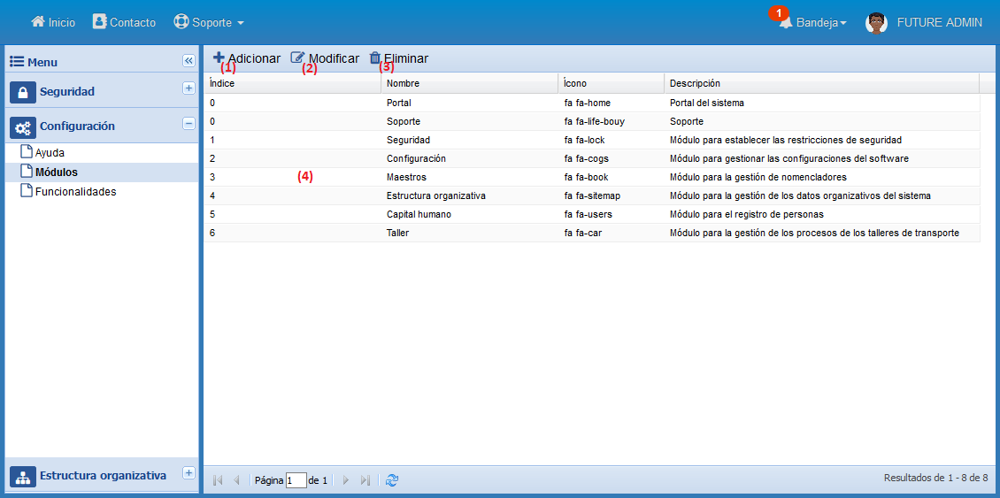 Inicio Contacto Soporte 1 Bandeja FUTURE ADMIN
Menu
Seguridad
Configuración
Ayuda
Módulos
Funcionalidades
Estructura organizativa
Adicionar Modificar Eliminar
(1) (2) (3)
Índice Nombre Ícono Descripción
0 Portal fa fa-home Portal del sistema
0 Soporte fa fa-life-bouy Soporte
1 Seguridad fa fa-lock Módulo para establecer las restricciones de seguridad
2 Configuración fa fa-cogs Módulo para gestionar las configuraciones del software
3 (4) Maestros fa fa-book Módulo para la gestión de nomencladores
4 Estructura organizativa fa fa-sitemap Módulo para la gestión de los datos organizativos del sistema
5 Capital humano fa fa-users Módulo para el registro de personas
6 Taller fa fa-car Módulo para la gestión de los procesos de los talleres de transporte
Página 1 de 1 Resultados de 1 - 8 de 8